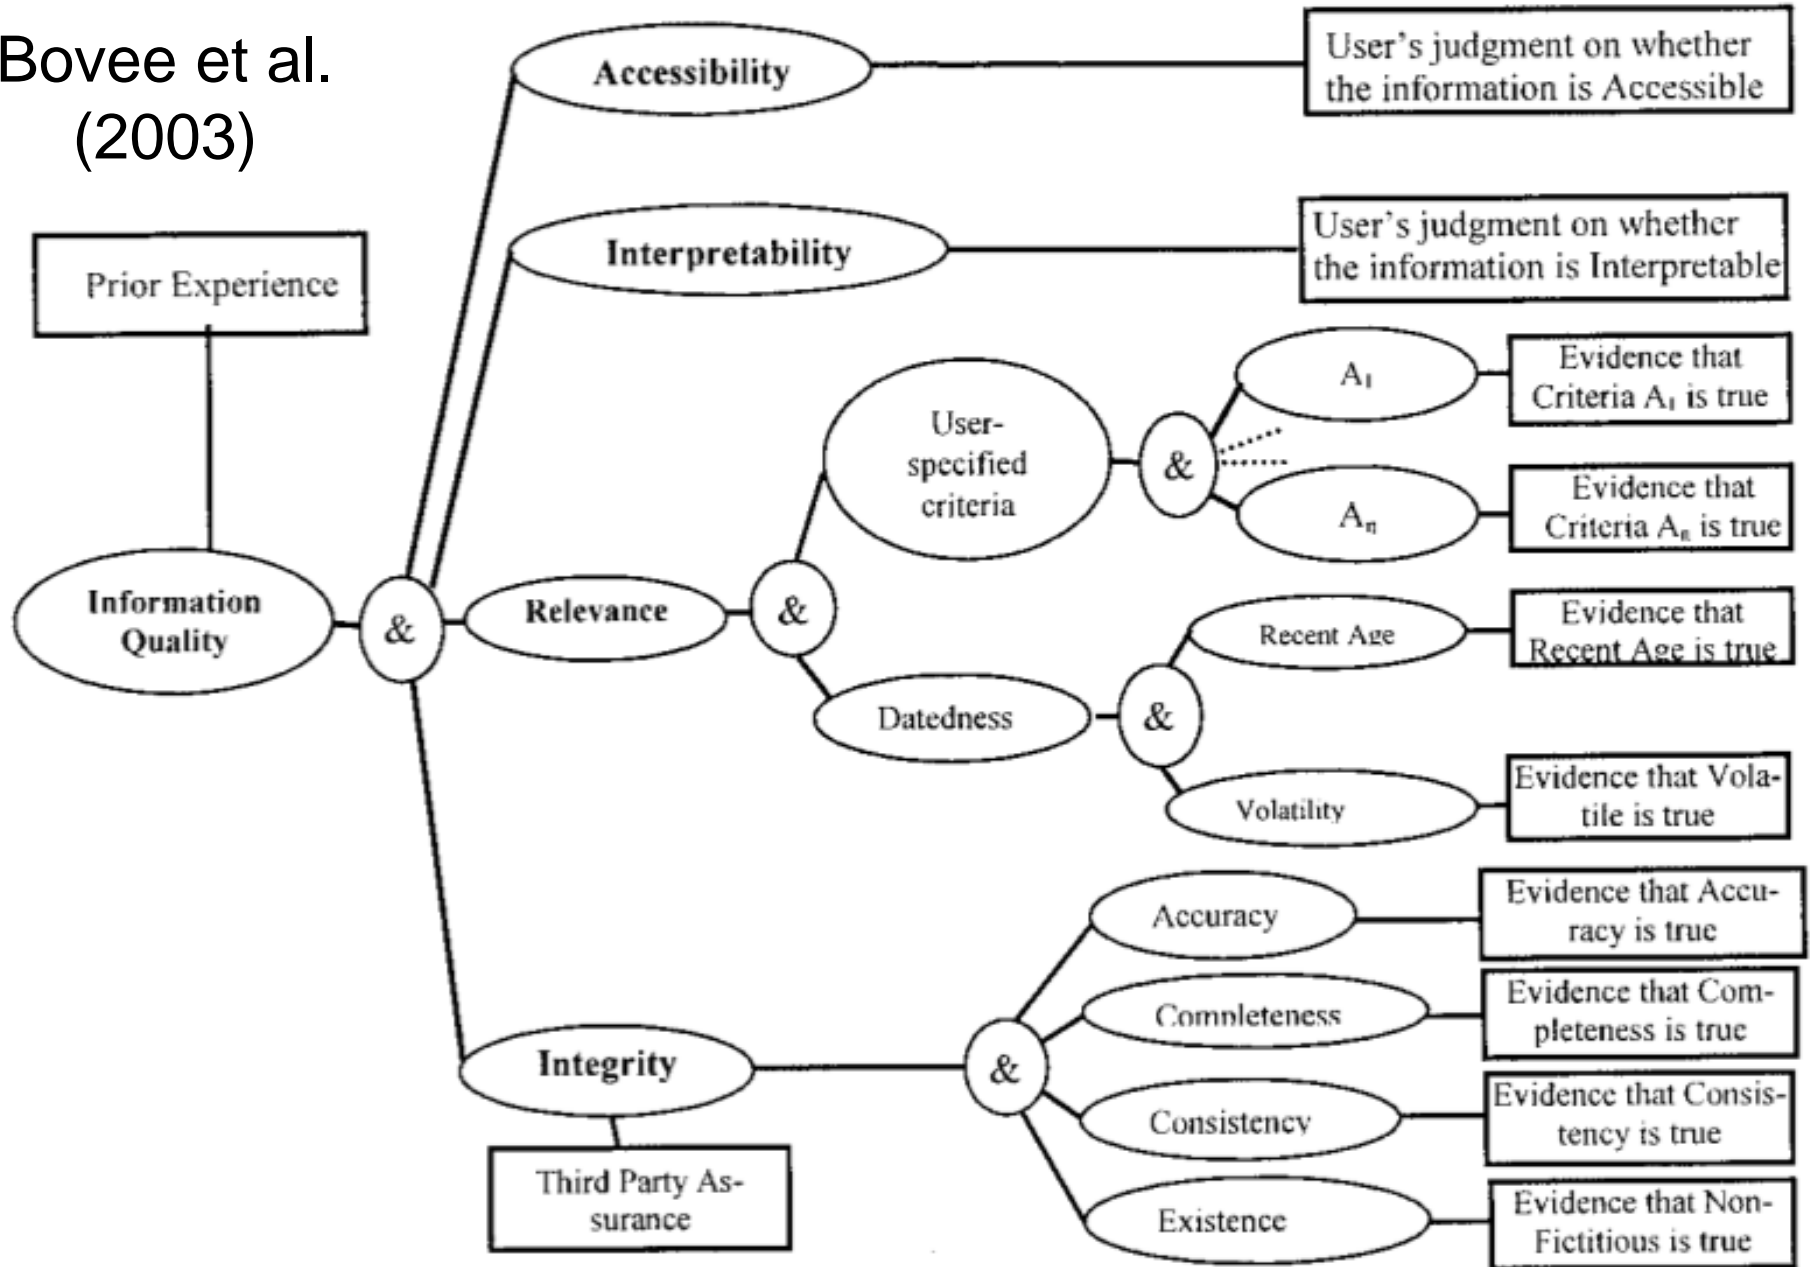 Bovee et al.
(2003)
Accessibility
User's judgment on whether
the information is Accessible
Interpretability
User's judgment on whether
the information is Interpretable
Prior Experience
Information
Quality
&
Relevance
&
User-
specified
criteria
&
A₁
Evidence that
Criteria A₁ is true
Aₙ
Evidence that
Criteria Aₙ is true
Datedness
&
Recent Age
Evidence that
Recent Age is true
Volatility
Evidence that Vola-
tile is true
Integrity
Third Party As-
surance
&
Accuracy
Evidence that Accu-
racy is true
Completeness
Evidence that Com-
pleteness is true
Consistency
Evidence that Consis-
tency is true
Existence
Evidence that Non-
Fictitious is true